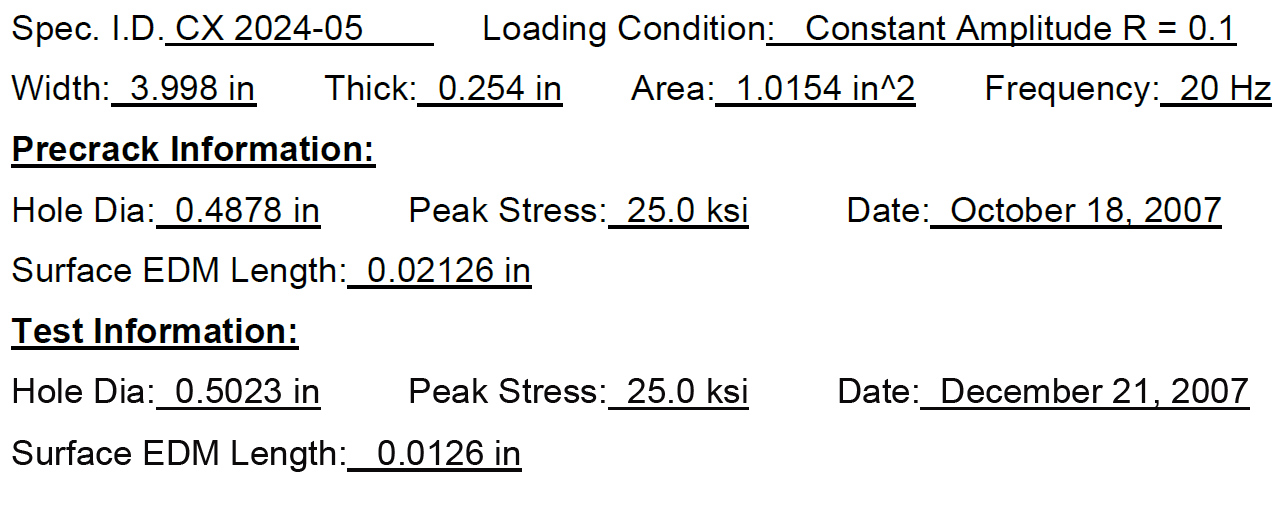 Spec. I.D. CX 2024-05 Loading Condition: Constant Amplitude R = 0.1
Width: 3.998 in Thick: 0.254 in Area: 1.0154 in^2 Frequency: 20 Hz
Precrack Information:
Hole Dia: 0.4878 in Peak Stress: 25.0 ksi Date: October 18, 2007
Surface EDM Length: 0.02126 in
Test Information:
Hole Dia: 0.5023 in Peak Stress: 25.0 ksi Date: December 21, 2007
Surface EDM Length: 0.0126 in